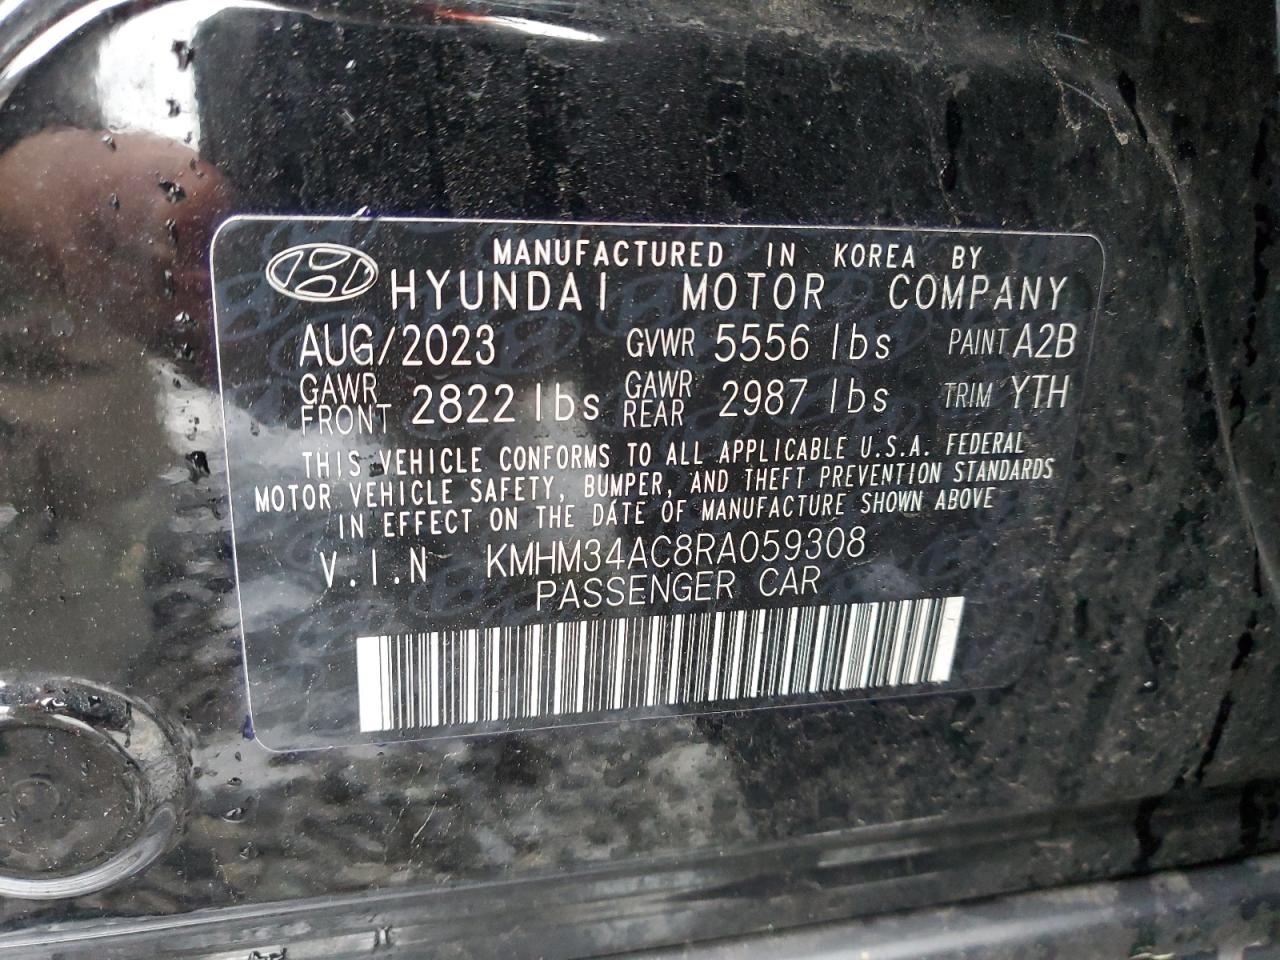 MANUFACTURED IN KOREA BY
HYUNDAI MOTOR COMPANY
AUG/2023 GVWR 5556 lbs PAINT A2B
GAWR FRONT 2822 lbs GAWR REAR 2987 lbs TRIM YTH
THIS VEHICLE CONFORMS TO ALL APPLICABLE U.S.A. FEDERAL
MOTOR VEHICLE SAFETY, BUMPER, AND THEFT PREVENTION STANDARDS
IN EFFECT ON THE DATE OF MANUFACTURE SHOWN ABOVE
V.I.N KMHM34AC8RA059308
PASSENGER CAR